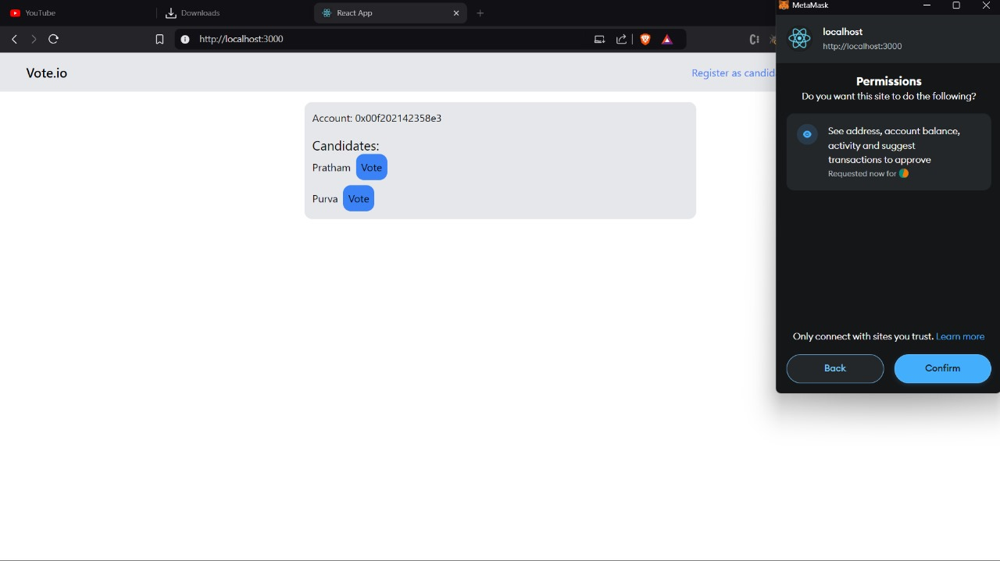 YouTube
Downloads
React App
http://localhost:3000
Vote.io
Register as candid
Account: 0x00f202142358e3
Candidates:
Pratham Vote
Purva Vote
MetaMask
localhost
http://localhost:3000
Permissions
Do you want this site to do the following?
See address, account balance,
activity and suggest
transactions to approve
Requested now for
Only connect with sites you trust. Learn more
Back
Confirm